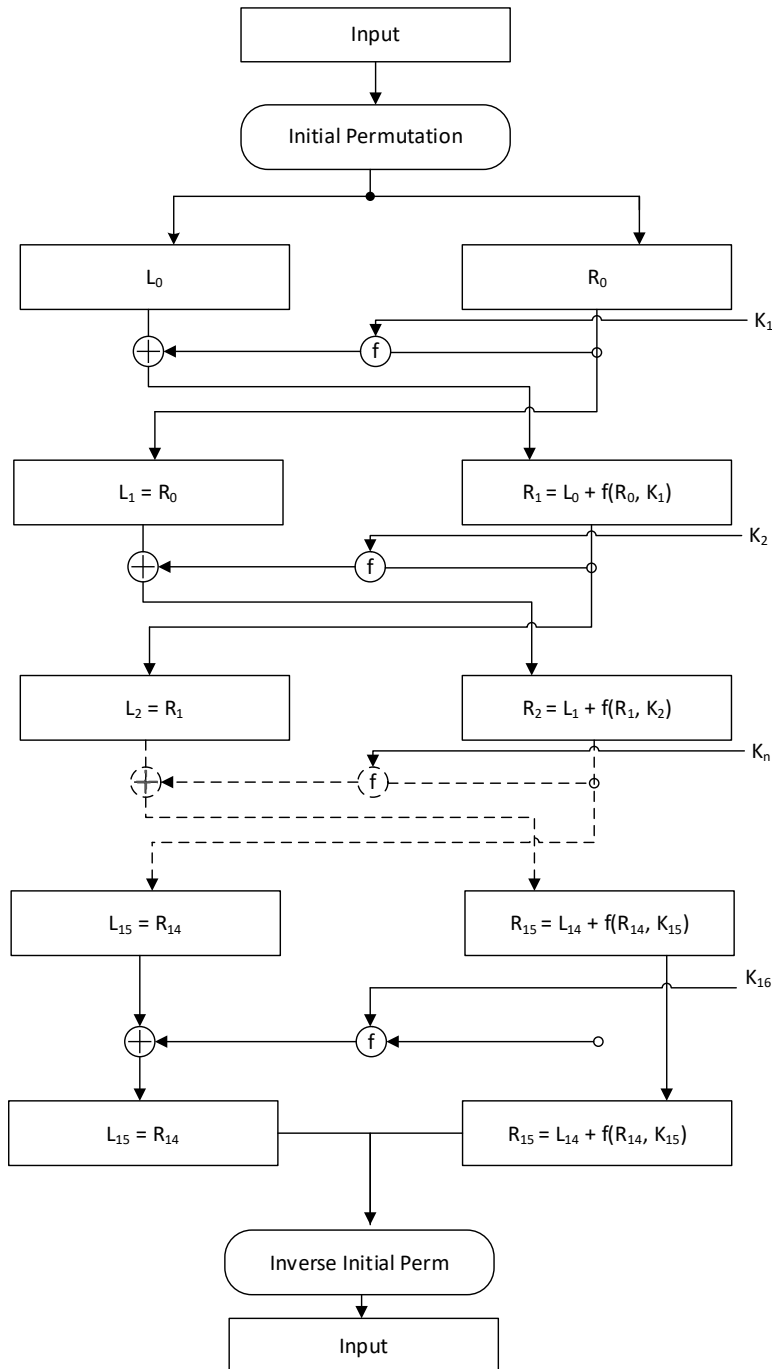 Input
Initial Permutation
L₀
R₀
K₁
f
L₁ = R₀
R₁ = L₀ + f(R₀, K₁)
K₂
f
L₂ = R₁
R₂ = L₁ + f(R₁, K₂)
Kₙ
f
L₁₅ = R₁₄
R₁₅ = L₁₄ + f(R₁₄, K₁₅)
K₁₆
f
L₁₅ = R₁₄
R₁₅ = L₁₄ + f(R₁₄, K₁₅)
Inverse Initial Perm
Input